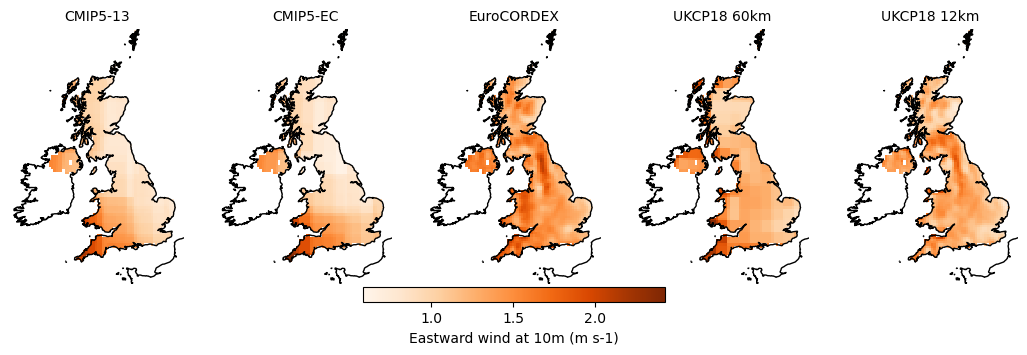 CMIP5-13 CMIP5-EC EuroCORDEX UKCP18 60km UKCP18 12km
1.0 1.5 2.0
Eastward wind at 10m (m s-1)